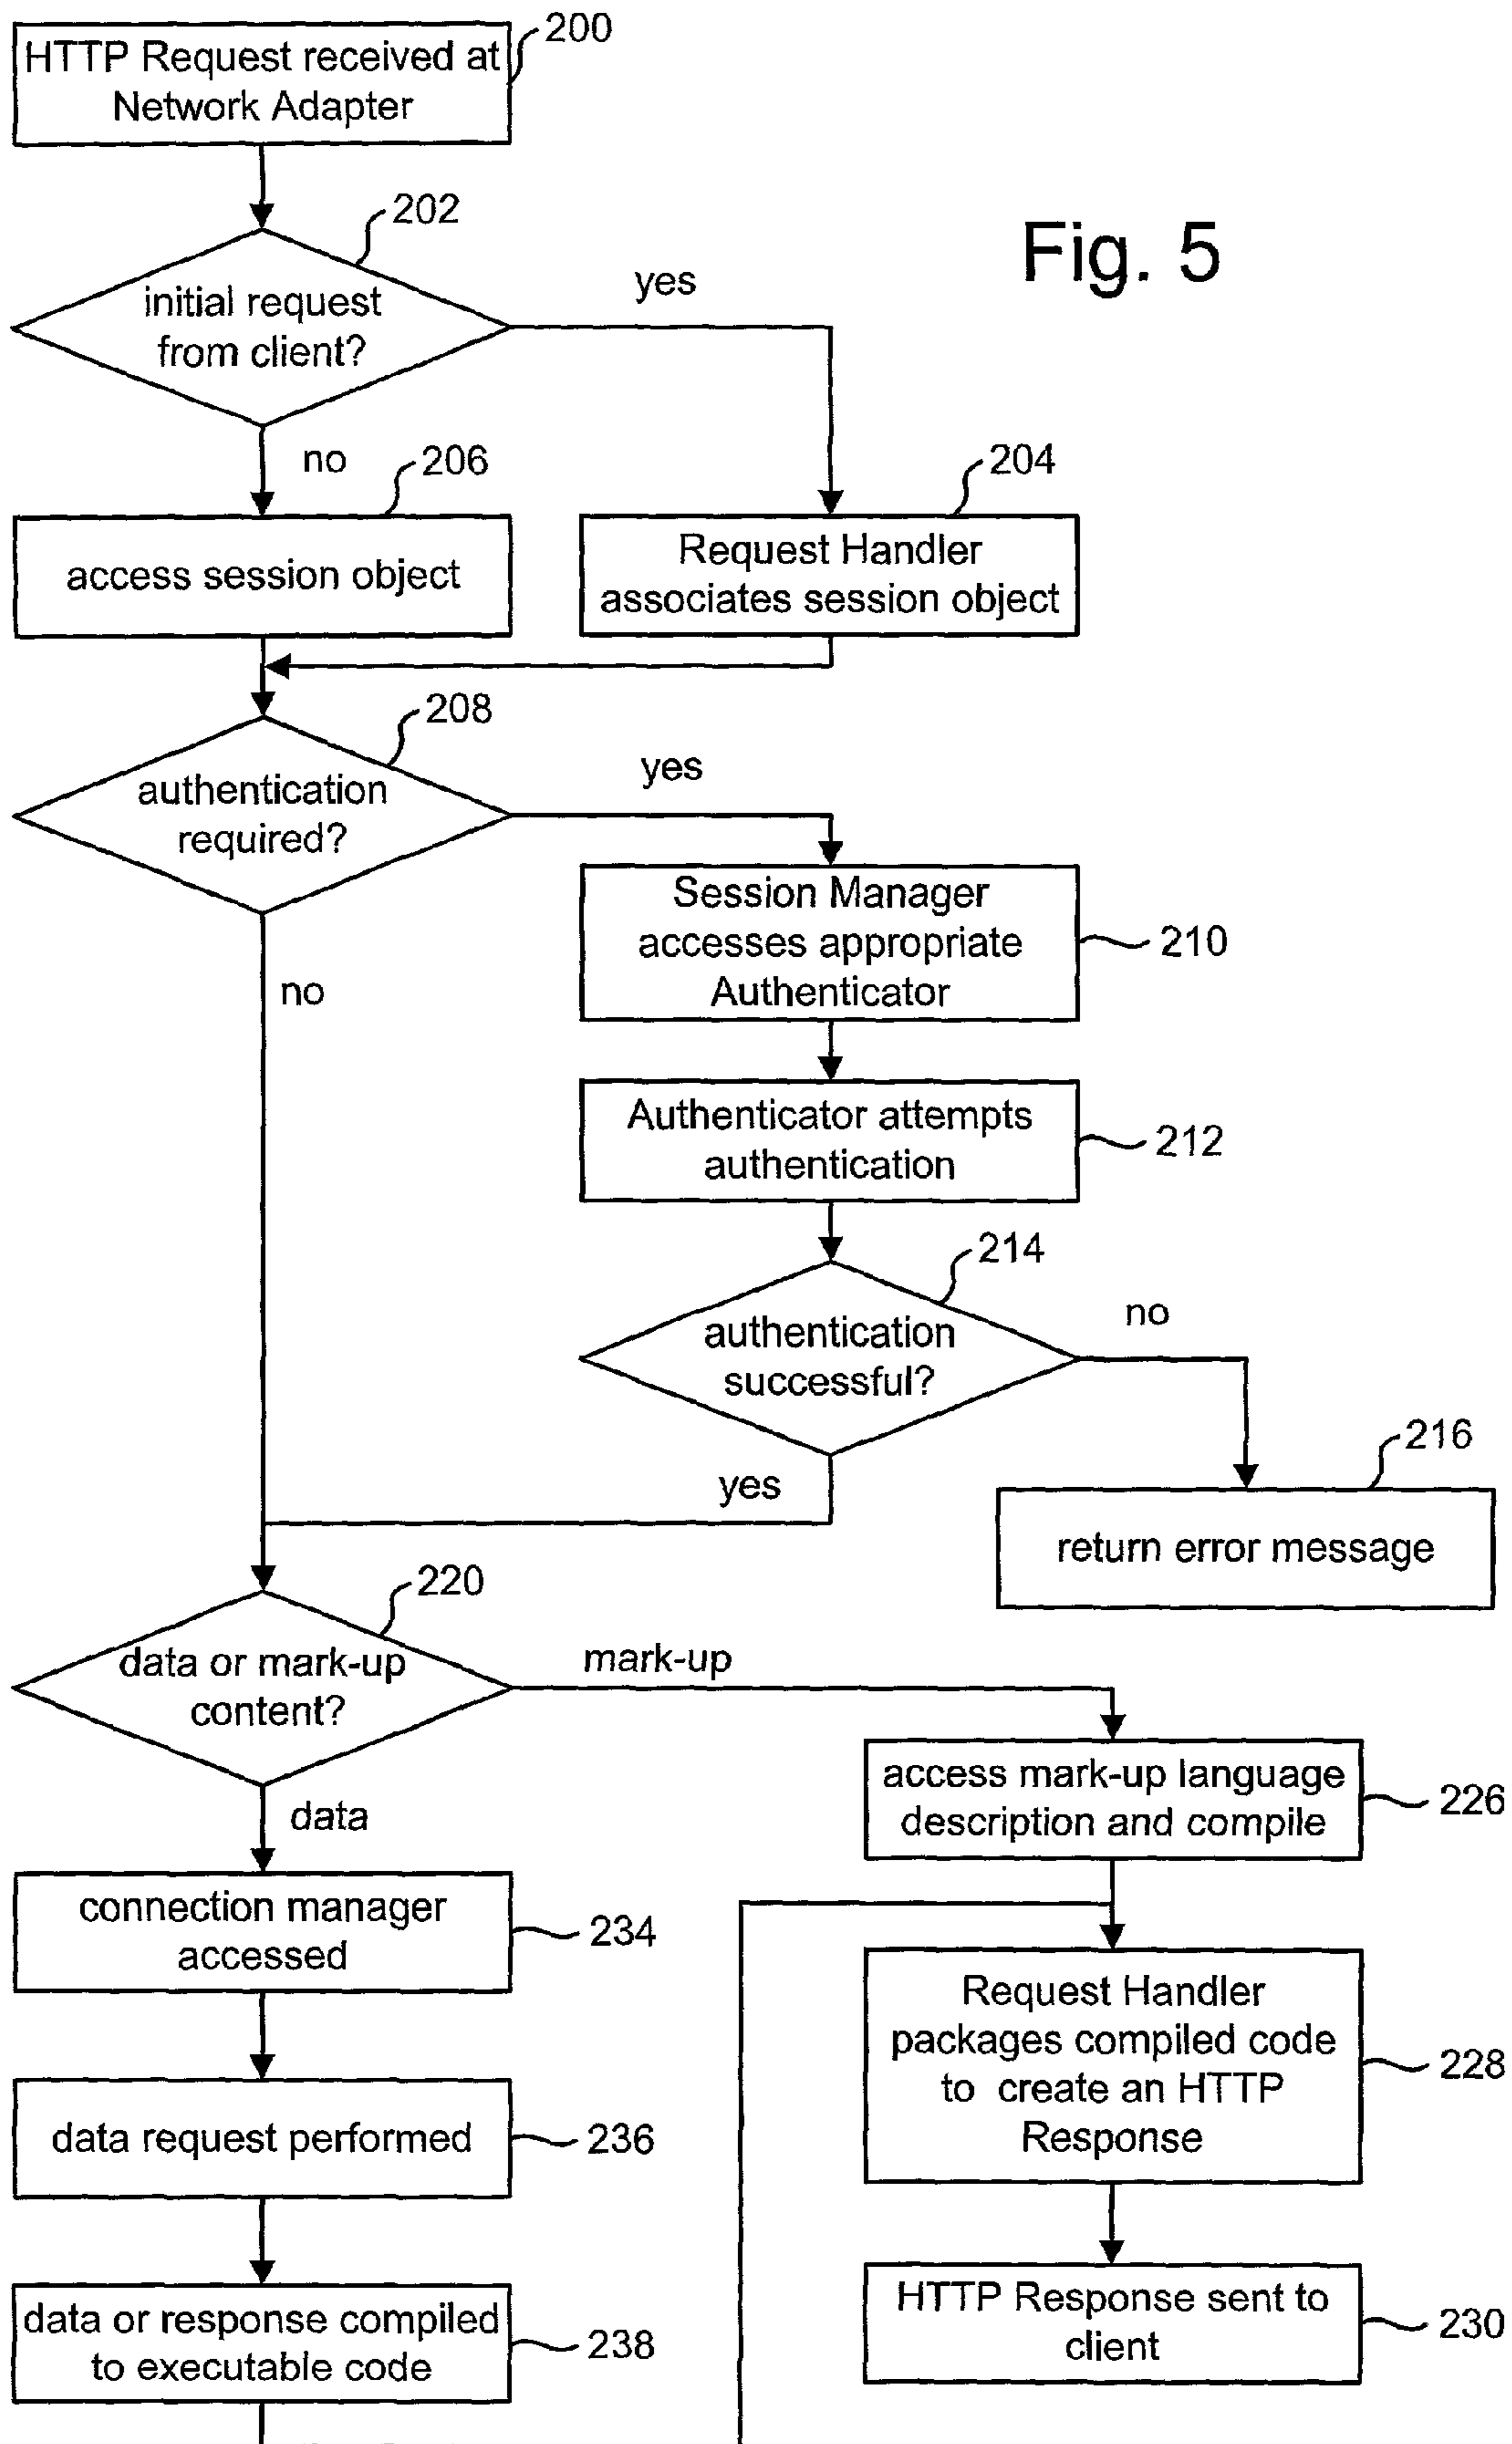 HTTP Request received at
Network Adapter
200
202
Fig. 5
initial request
from client?
yes
no
206
204
access session object
Request Handler
associates session object
208
authentication
required?
yes
no
Session Manager
accesses appropriate
Authenticator
210
Authenticator attempts
authentication
212
214
authentication
successful?
no
yes
216
return error message
220
data or mark-up
content?
mark-up
data
access mark-up language
description and compile
226
connection manager
accessed
234
Request Handler
packages compiled code
to create an HTTP
Response
228
data request performed
236
HTTP Response sent to
client
230
data or response compiled
to executable code
238